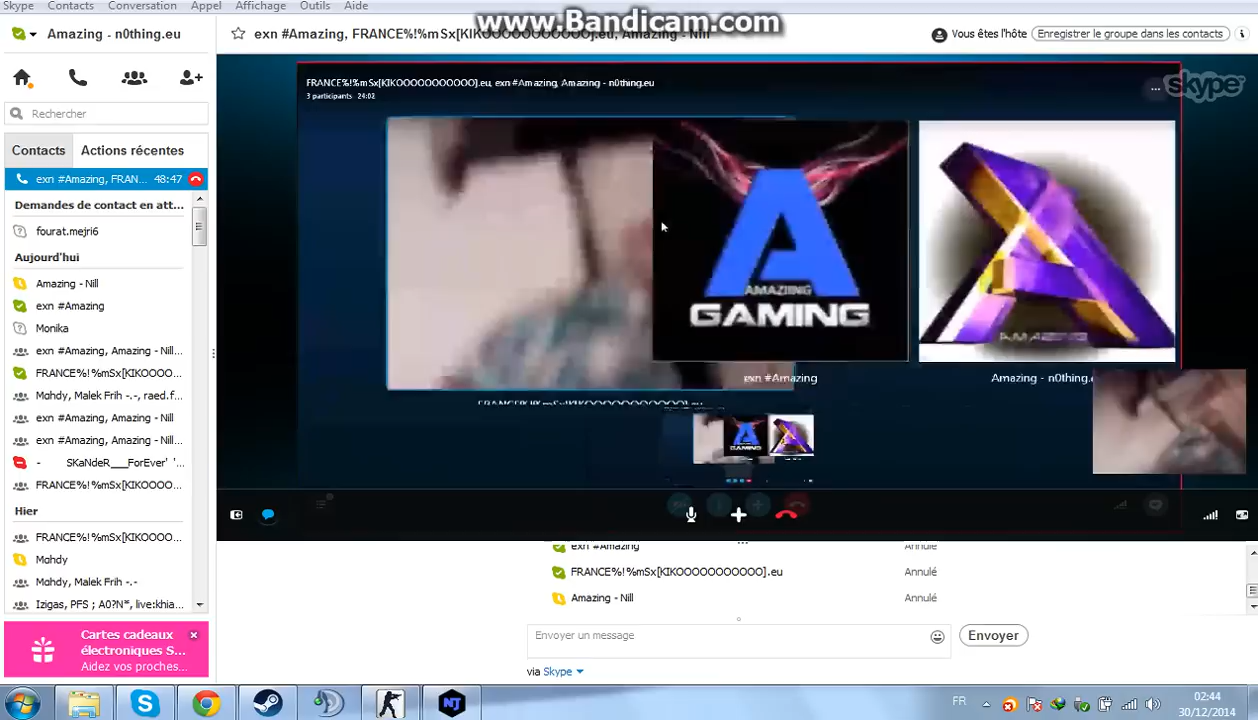 Skype Contacts Conversation Appel Affichage Outils Aide
www.Bandicam.com
Amazing - n0thing.eu
exn #Amazing, FRANCE%!%mSx[KIKOOOOOOOOOOO].eu, Amazing - Nill
Vous êtes l'hôte
Enregistrer le groupe dans les contacts
Rechercher
Contacts
Actions récentes
exn #Amazing, FRAN... 48:47
Demandes de contact en att...
fourat.mejri6
Aujourd'hui
Amazing - Nill
exn #Amazing
Monika
exn #Amazing, Amazing - Nill...
FRANCE%!%mSx[KIKOOOO...
Mahdy, Malek Frih -.-, raed.f...
exn #Amazing, Amazing - Nill
exn #Amazing, Amazing - Nill...
- SKaNdeR___ForEver' '...
FRANCE%!%mSx[KIKOOOO...
Hier
FRANCE%!%mSx[KIKOOOO...
Mahdy
Mahdy, Malek Frih -.-
Izigas, PFS ; A0?N*, live:khia...
Cartes cadeaux
électroniques S...
Aidez vos proches...
FRANCE%!%mSx[KIKOOOOOOOOOOO].eu, exn #Amazing, Amazing - n0thing.eu
3 participants 24:02
skype
AMAZIING
GAMING
AMAZING
exn #Amazing
Amazing - n0thing.e
exn #Amazing Annulé
FRANCE%!%mSx[KIKOOOOOOOOOOO].eu Annulé
Amazing - Nill Annulé
Envoyer un message
Envoyer
via Skype
NJ
FR
02:44
30/12/2014